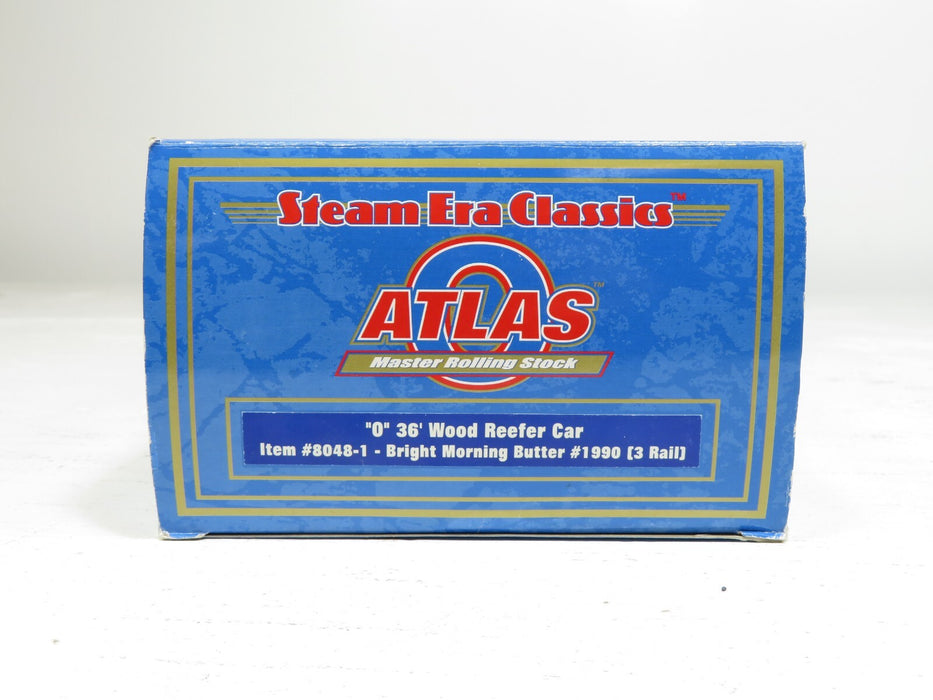 Steam Era Classics™
O
ATLAS™
Master Rolling Stock
"O" 36' Wood Reefer Car
Item #8048-1 - Bright Morning Butter #1990 (3 Rail)